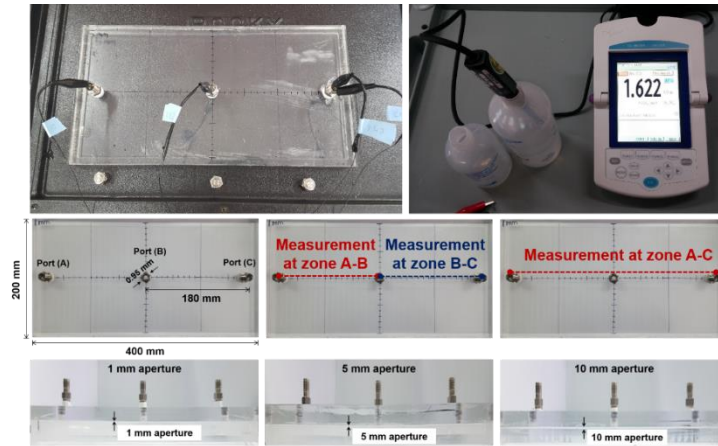 1.622
Port (A)
Port (B)
Port (C)
0.95 mm
180 mm
200 mm
400 mm
Measurement
at zone A-B
Measurement
at zone B-C
Measurement at zone A-C
1 mm aperture
1 mm aperture
5 mm aperture
5 mm aperture
10 mm aperture
10 mm aperture